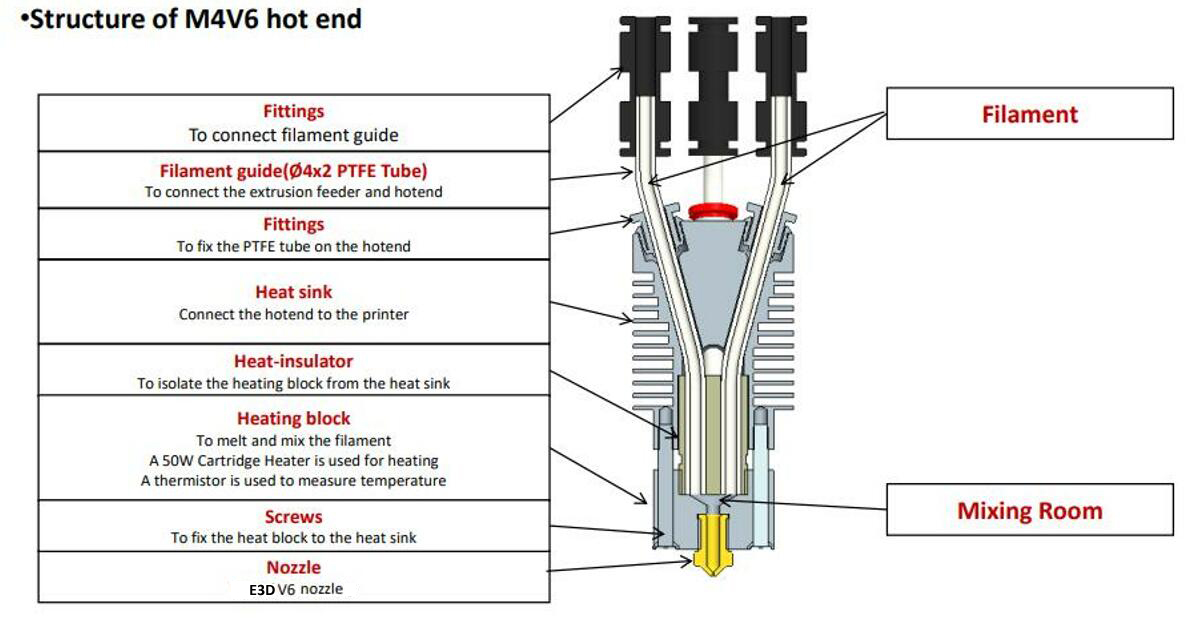 •Structure of M4V6 hot end
Fittings
To connect filament guide
Filament guide(Ø4x2 PTFE Tube)
To connect the extrusion feeder and hotend
Fittings
To fix the PTFE tube on the hotend
Heat sink
Connect the hotend to the printer
Heat-insulator
To isolate the heating block from the heat sink
Heating block
To melt and mix the filament
A 50W Cartridge Heater is used for heating
A thermistor is used to measure temperature
Screws
To fix the heat block to the heat sink
Nozzle
E3D V6 nozzle
Filament
Mixing Room